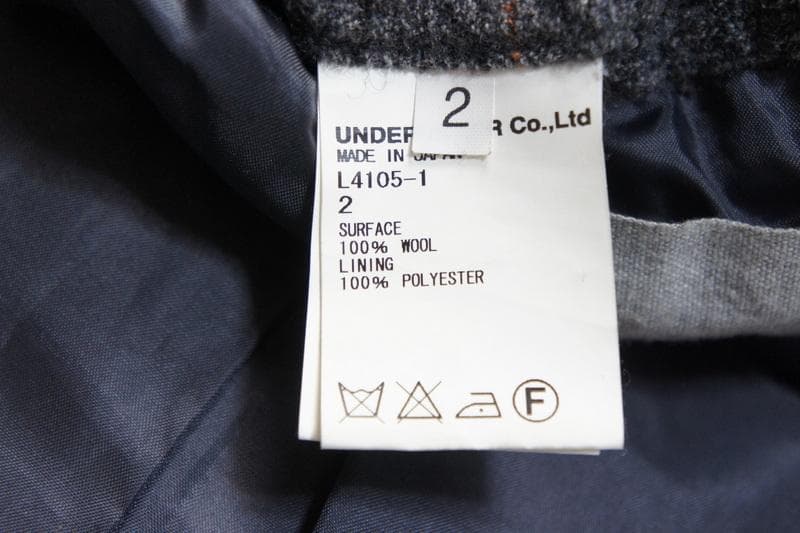 2
UNDER R Co.,Ltd
MADE IN JAPAN
L4105-1
2
SURFACE
100% WOOL
LINING
100% POLYESTER
F